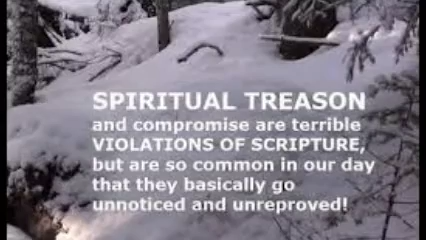 SPIRITUAL TREASON
and compromise are terrible
VIOLATIONS OF SCRIPTURE,
but are so common in our day
that they basically go
unnoticed and unreproved!